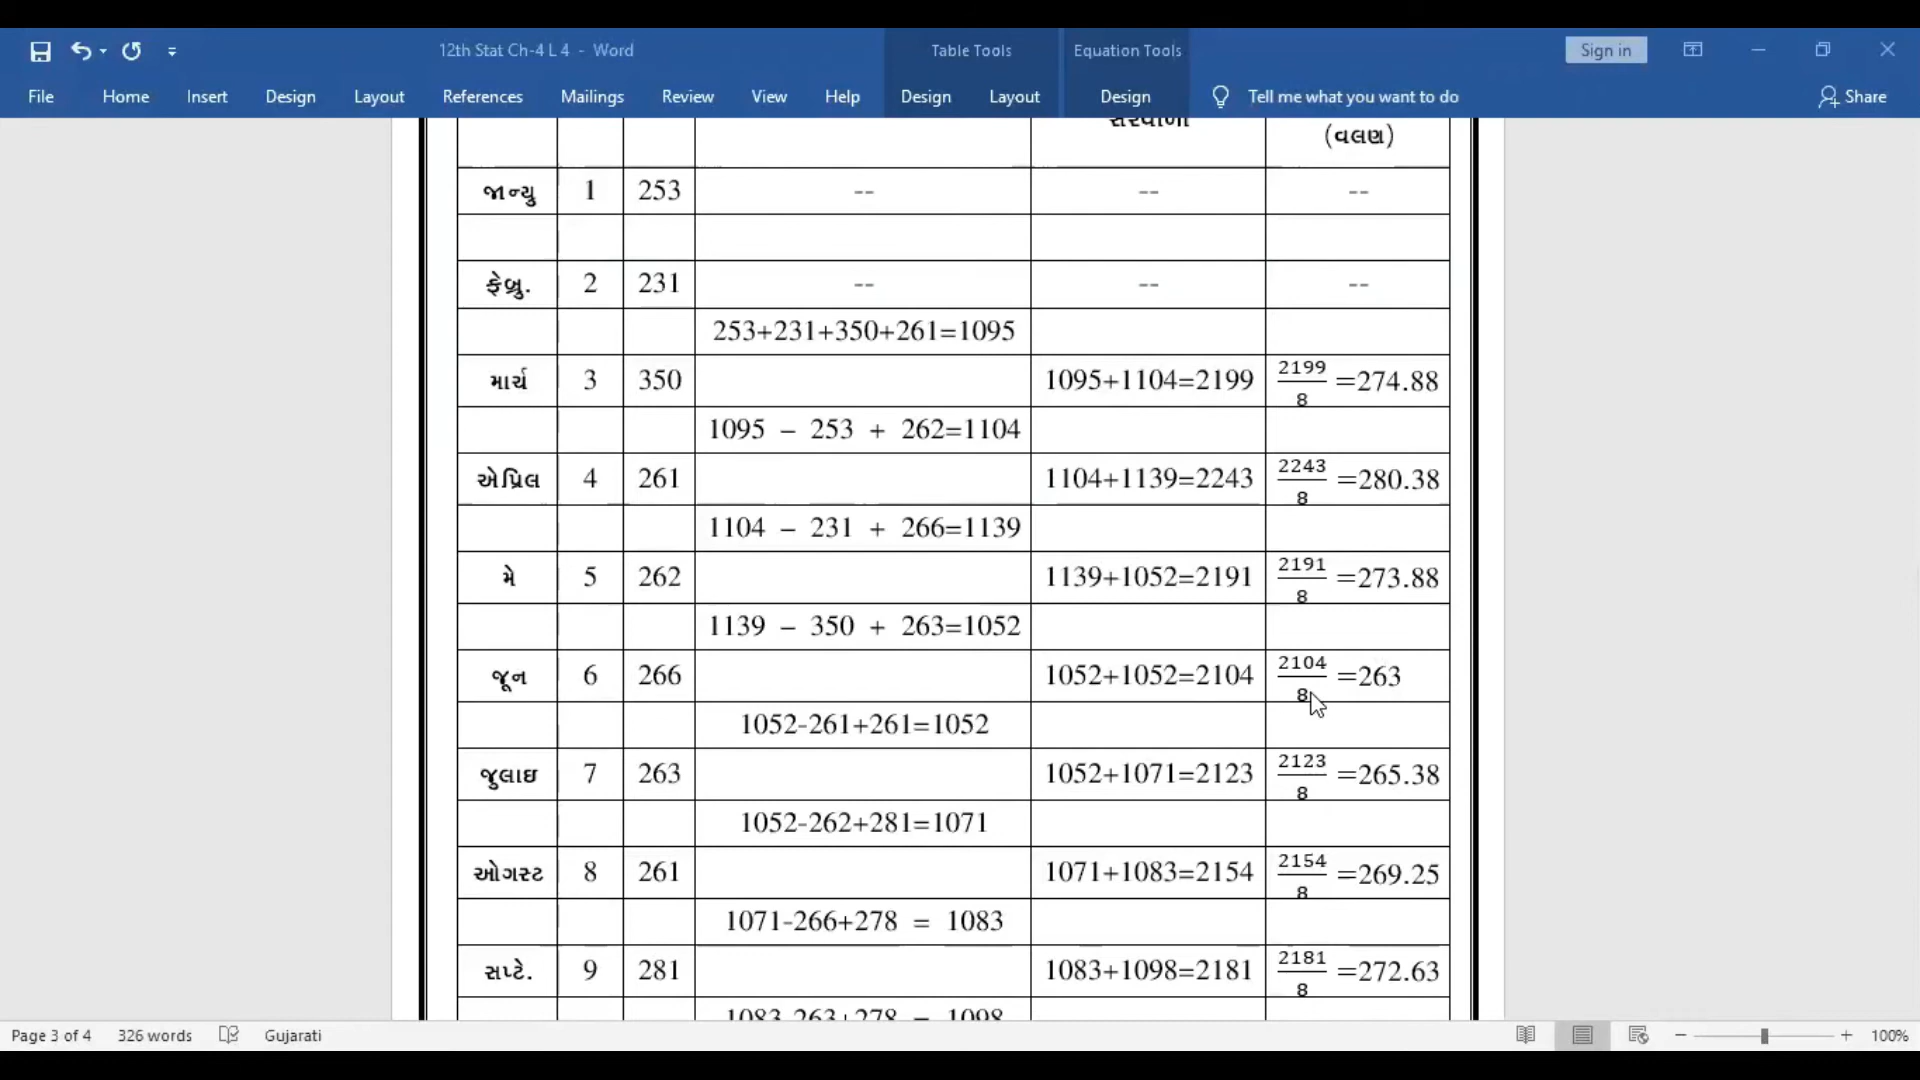 12th Stat Ch-4 L 4 - Word
Table Tools
Equation Tools
Sign in
File Home Insert Design Layout References Mailings Review View Help Design Layout Design Tell me what you want to do Share
સરવાળો
(વલણ)
જાન્યુ 1 253 -- -- --
ફેબ્રુ. 2 231 -- -- --
253+231+350+261=1095
માર્ચ 3 350 1095+1104=2199 2199/8 =274.88
1095 – 253 + 262=1104
એપ્રિલ 4 261 1104+1139=2243 2243/8 =280.38
1104 – 231 + 266=1139
મે 5 262 1139+1052=2191 2191/8 =273.88
1139 – 350 + 263=1052
જૂન 6 266 1052+1052=2104 2104/8 =263
1052-261+261=1052
જુલાઇ 7 263 1052+1071=2123 2123/8 =265.38
1052-262+281=1071
ઓગસ્ટ 8 261 1071+1083=2154 2154/8 =269.25
1071-266+278 = 1083
સપ્ટે. 9 281 1083+1098=2181 2181/8 =272.63
1083-263+278 = 1098
Page 3 of 4 326 words Gujarati 100%